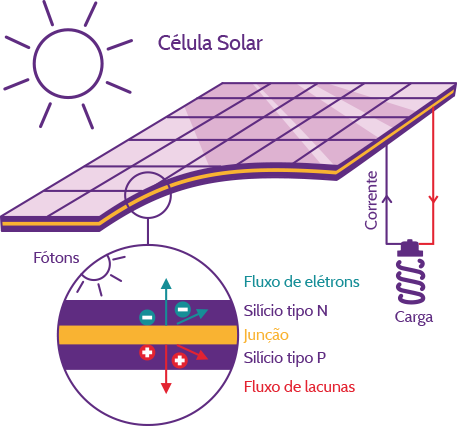 Célula Solar
Corrente
Fótons
Fluxo de elétrons
Silício tipo N
Junção
Silício tipo P
Fluxo de lacunas
Carga